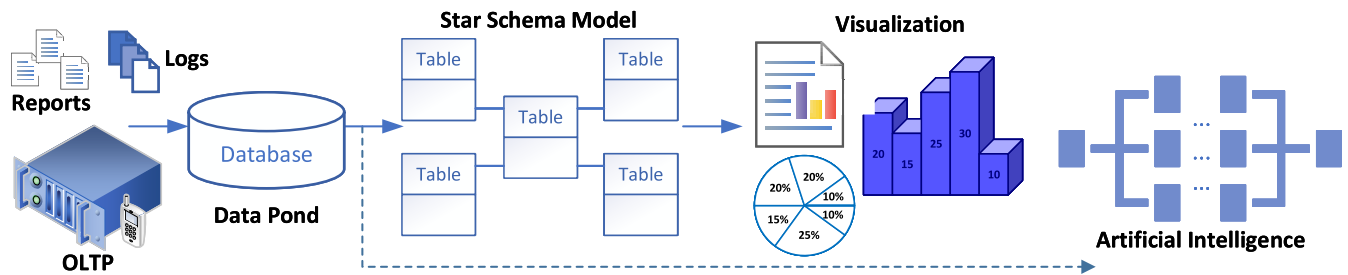 Reports
Logs
OLTP
Database
Data Pond
Star Schema Model
Table
Table
Table
Table
Table
Visualization
20
15
25
30
10
20%
20%
10%
10%
15%
25%
...
...
...
Artificial Intelligence